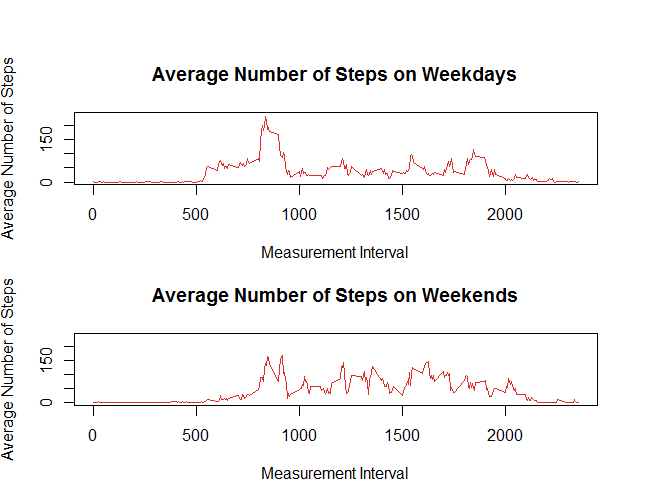 Average Number of Steps on Weekdays
Average Number of Steps
150
0
0 500 1000 1500 2000
Measurement Interval
Average Number of Steps on Weekends
Average Number of Steps
150
0
0 500 1000 1500 2000
Measurement Interval